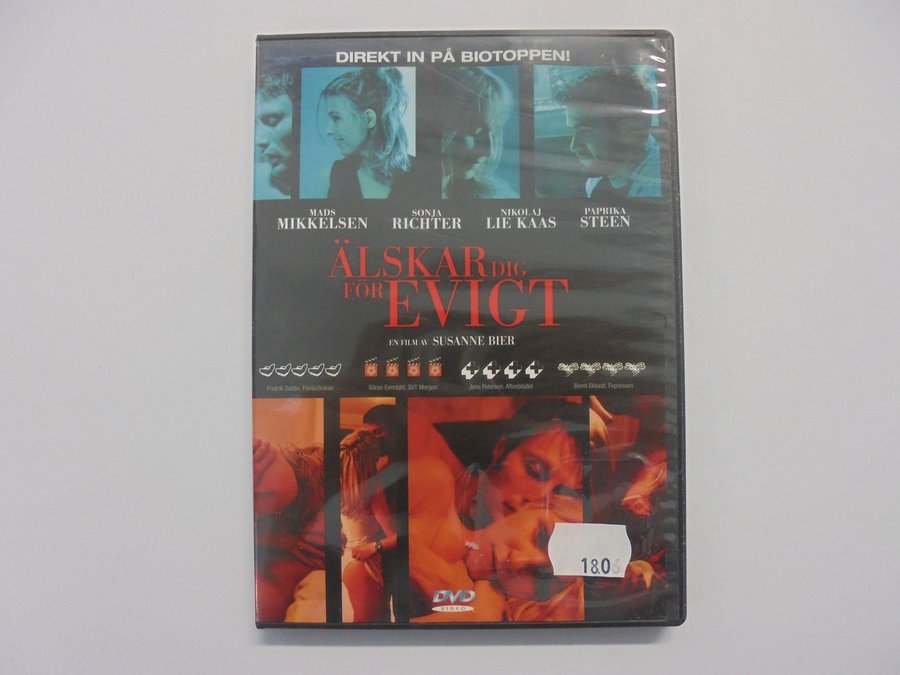 DIREKT IN PÅ BIOTOPPEN!
MADS MIKKELSEN
SONJA RICHTER
NIKOLAJ LIE KAAS
PAPRIKA STEEN
ÄLSKAR DIG
FÖR EVIGT
EN FILM AV SUSANNE BIER
Fredrik Sahlin, Filmkrönikan
Göran Everdahl, SVT Morgon
Jens Peterson, Aftonbladet
Bernt Eklund, Expressen
DVD
VIDEO
1806